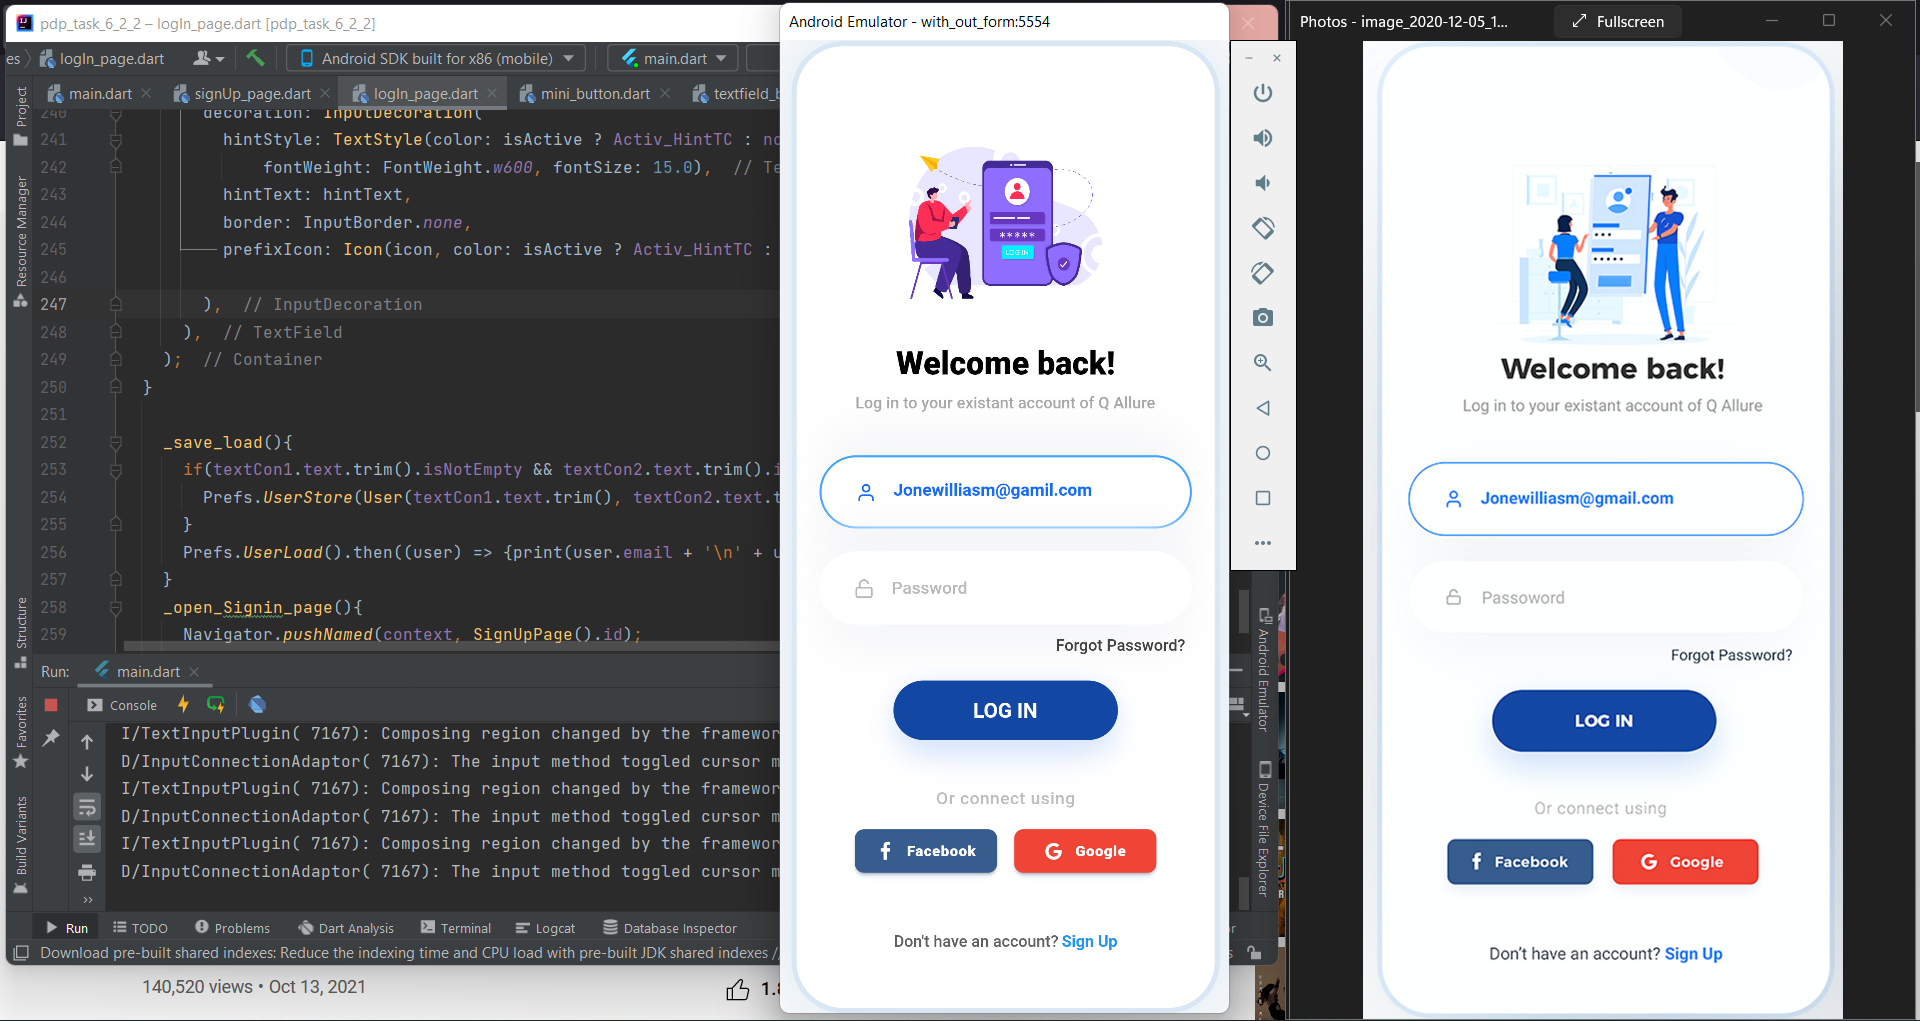 pdp_task_6_2_2 – logIn_page.dart [pdp_task_6_2_2]
es
logIn_page.dart
Android SDK built for x86 (mobile)
main.dart
main.dart
signUp_page.dart
logIn_page.dart
mini_button.dart
textfield_b
Project
Resource Manager
Structure
Favorites
Build Variants
240 decoration: InputDecoration(
241 hintStyle: TextStyle(color: isActive ? Activ_HintTC : no
242 fontWeight: FontWeight.w600, fontSize: 15.0), // Te
243 hintText: hintText,
244 border: InputBorder.none,
245 prefixIcon: Icon(icon, color: isActive ? Activ_HintTC :
246
247 ), // InputDecoration
248 ), // TextField
249 ); // Container
250 }
251
252 _save_load(){
253 if(textCon1.text.trim().isNotEmpty && textCon2.text.trim().i
254 Prefs.UserStore(User(textCon1.text.trim(), textCon2.text.t
255 }
256 Prefs.UserLoad().then((user) => {print(user.email + '\n' + u
257 }
258 _open_Signin_page(){
259 Navigator.pushNamed(context, SignUpPage().id);
Run:
main.dart
Console
I/TextInputPlugin( 7167): Composing region changed by the framewor
D/InputConnectionAdaptor( 7167): The input method toggled cursor m
I/TextInputPlugin( 7167): Composing region changed by the framewor
D/InputConnectionAdaptor( 7167): The input method toggled cursor m
I/TextInputPlugin( 7167): Composing region changed by the framewor
D/InputConnectionAdaptor( 7167): The input method toggled cursor m
Run
TODO
Problems
Dart Analysis
Terminal
Logcat
Database Inspector
Download pre-built shared indexes: Reduce the indexing time and CPU load with pre-built JDK shared indexes //
140,520 views • Oct 13, 2021
1.8
Android Emulator
Device File Explorer
Android Emulator - with_out_form:5554
*****
LOG IN
Welcome back!
Log in to your existant account of Q Allure
Jonewilliasm@gamil.com
Password
Forgot Password?
LOG IN
Or connect using
Facebook
Google
Don't have an account? Sign Up
Photos - image_2020-12-05_1...
Fullscreen
Welcome back!
Log in to your existant account of Q Allure
Jonewilliasm@gmail.com
Passoword
Forgot Password?
LOG IN
Or connect using
Facebook
Google
Don't have an account? Sign Up